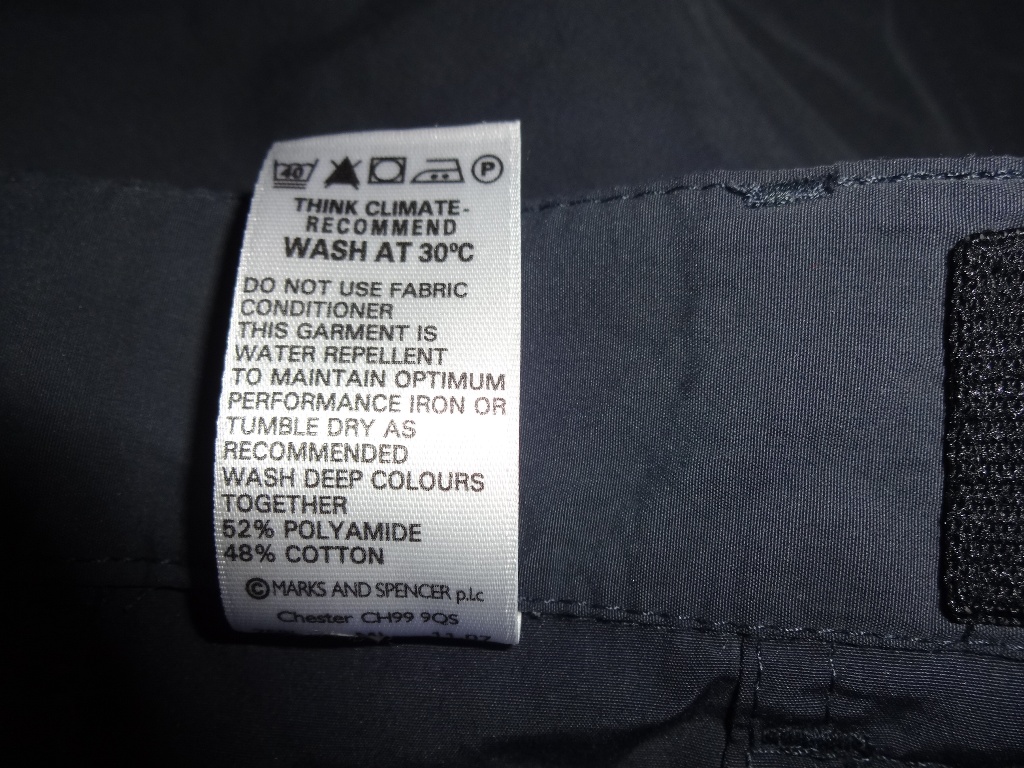 40 P
THINK CLIMATE-
RECOMMEND
WASH AT 30ºC
DO NOT USE FABRIC
CONDITIONER
THIS GARMENT IS
WATER REPELLENT
TO MAINTAIN OPTIMUM
PERFORMANCE IRON OR
TUMBLE DRY AS
RECOMMENDED
WASH DEEP COLOURS
TOGETHER
52% POLYAMIDE
48% COTTON
©MARKS AND SPENCER p.l.c
Chester CH99 9QS